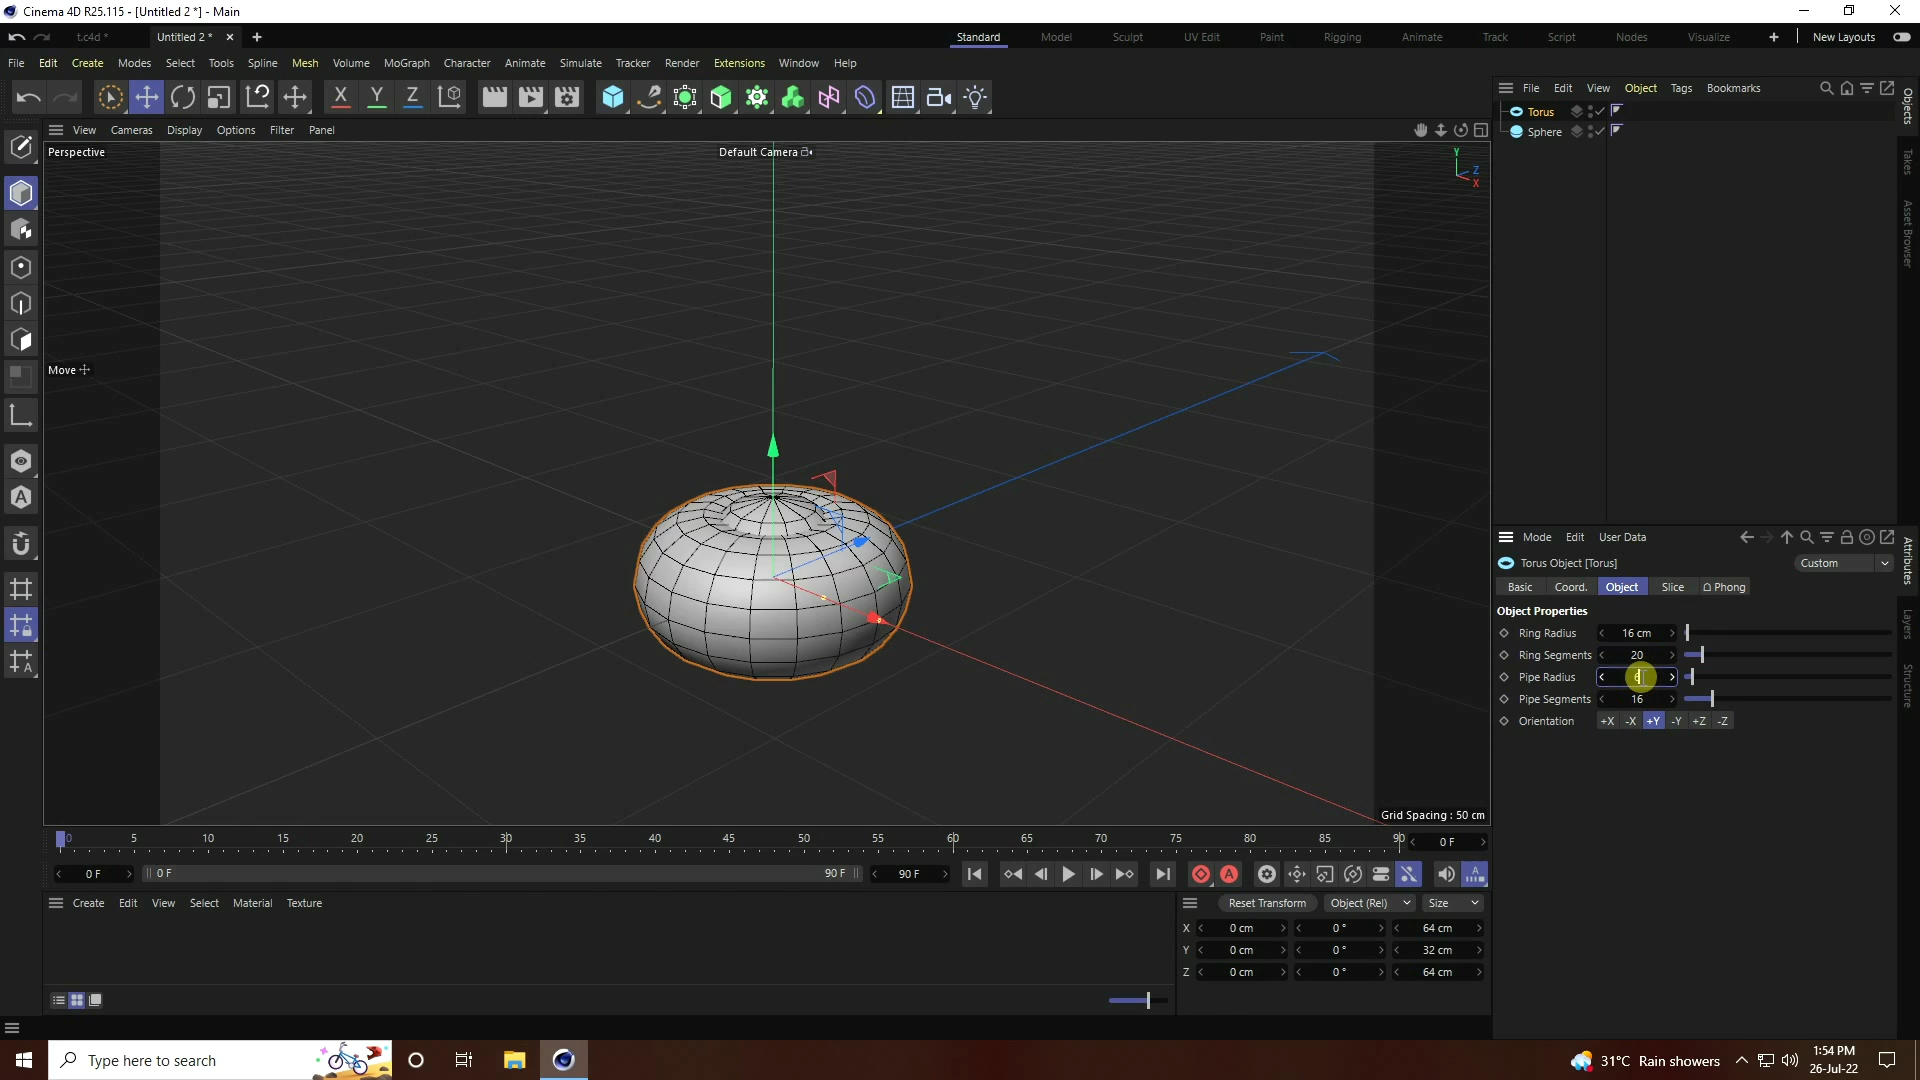 Cinema 4D R25.115 - [Untitled 2 *] - Main
t.c4d * Untitled 2 * Standard Model Sculpt UV Edit Paint Rigging Animate Track Script Nodes Visualize New Layouts
File Edit Create Modes Select Tools Spline Mesh Volume MoGraph Character Animate Simulate Tracker Render Extensions Window Help
X Y Z
File Edit View Object Tags Bookmarks
Torus
Sphere
View Cameras Display Options Filter Panel
Perspective
Default Camera
Y
Z
X
Move
Grid Spacing : 50 cm
Objects
Takes
Asset Browser
Mode Edit User Data
Torus Object [Torus] Custom
Basic Coord. Object Slice Phong
Object Properties
Ring Radius 16 cm
Ring Segments 20
Pipe Radius 6
Pipe Segments 16
Orientation +X -X +Y -Y +Z -Z
Attributes
Layers
Structure
0 5 10 15 20 25 30 35 40 45 50 55 60 65 70 75 80 85 90 0 F
0 F 0 F 90 F 90 F
Create Edit View Select Material Texture
Reset Transform Object (Rel) Size
X 0 cm 0 ° 64 cm
Y 0 cm 0 ° 32 cm
Z 0 cm 0 ° 64 cm
Type here to search
31°C Rain showers
1:54 PM
26-Jul-22